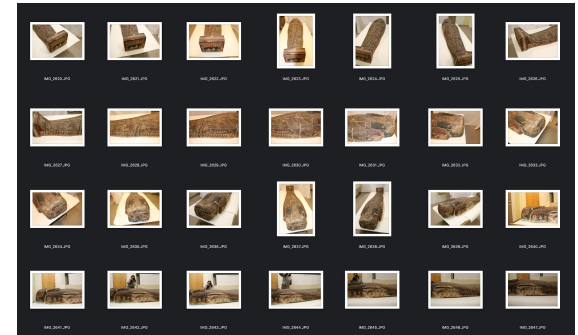 IMG_2620.JPG IMG_2621.JPG IMG_2622.JPG IMG_2623.JPG IMG_2624.JPG IMG_2625.JPG IMG_2626.JPG
IMG_2627.JPG IMG_2628.JPG IMG_2629.JPG IMG_2630.JPG IMG_2631.JPG IMG_2632.JPG IMG_2633.JPG
IMG_2634.JPG IMG_2635.JPG IMG_2636.JPG IMG_2637.JPG IMG_2638.JPG IMG_2639.JPG IMG_2640.JPG
IMG_2641.JPG IMG_2642.JPG IMG_2643.JPG IMG_2644.JPG IMG_2645.JPG IMG_2646.JPG IMG_2647.JPG